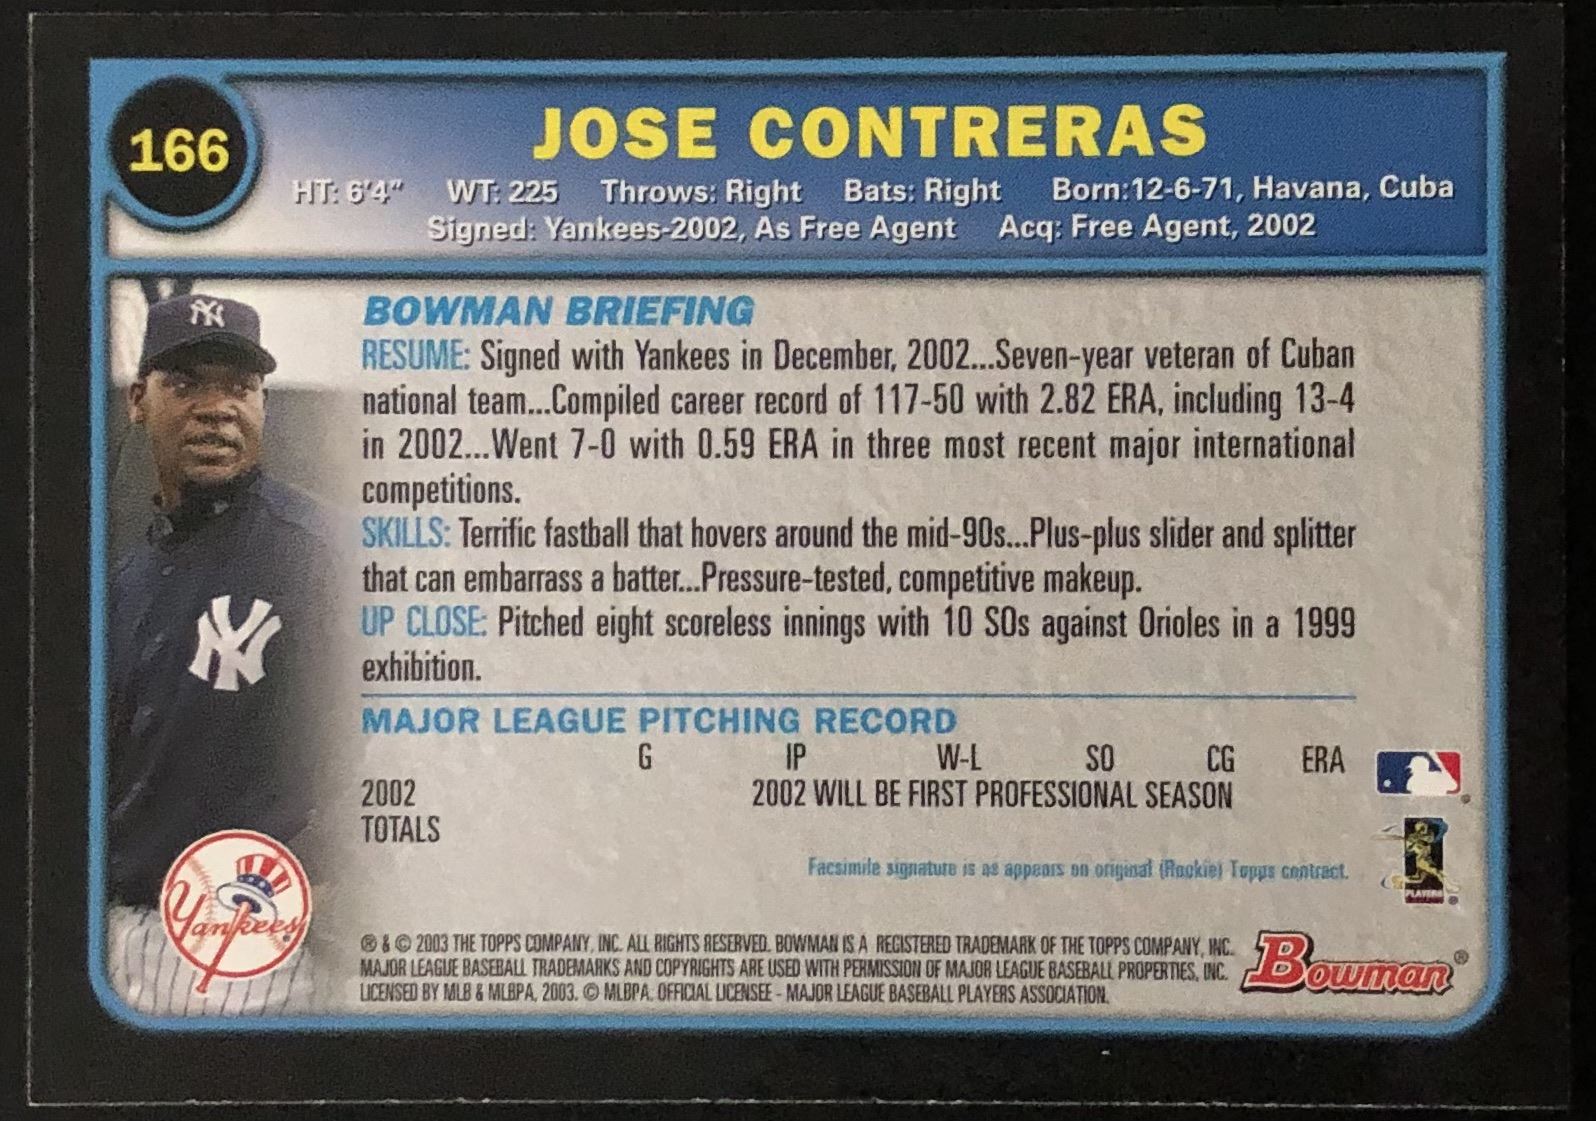 166
JOSE CONTRERAS
HT: 6'4" WT: 225 Throws: Right Bats: Right Born:12-6-71, Havana, Cuba
Signed: Yankees-2002, As Free Agent Acq: Free Agent, 2002
NY
BOWMAN BRIEFING
RESUME: Signed with Yankees in December, 2002...Seven-year veteran of Cuban
national team...Compiled career record of 117-50 with 2.82 ERA, including 13-4
in 2002...Went 7-0 with 0.59 ERA in three most recent major international
competitions.
SKILLS: Terrific fastball that hovers around the mid-90s...Plus-plus slider and splitter
that can embarrass a batter...Pressure-tested, competitive makeup.
UP CLOSE: Pitched eight scoreless innings with 10 SOs against Orioles in a 1999
exhibition.
NY
MAJOR LEAGUE PITCHING RECORD
G IP W-L SO CG ERA
2002 2002 WILL BE FIRST PROFESSIONAL SEASON
TOTALS
Facsimile signature is as appears on original (Rookie) Topps contract.
PLAYERS
Yankees
® & © 2003 THE TOPPS COMPANY, INC. ALL RIGHTS RESERVED. BOWMAN IS A REGISTERED TRADEMARK OF THE TOPPS COMPANY, INC.
MAJOR LEAGUE BASEBALL TRADEMARKS AND COPYRIGHTS ARE USED WITH PERMISSION OF MAJOR LEAGUE BASEBALL PROPERTIES, INC.
LICENSED BY MLB & MLBPA, 2003. © MLBPA. OFFICIAL LICENSEE - MAJOR LEAGUE BASEBALL PLAYERS ASSOCIATION.
Bowman®